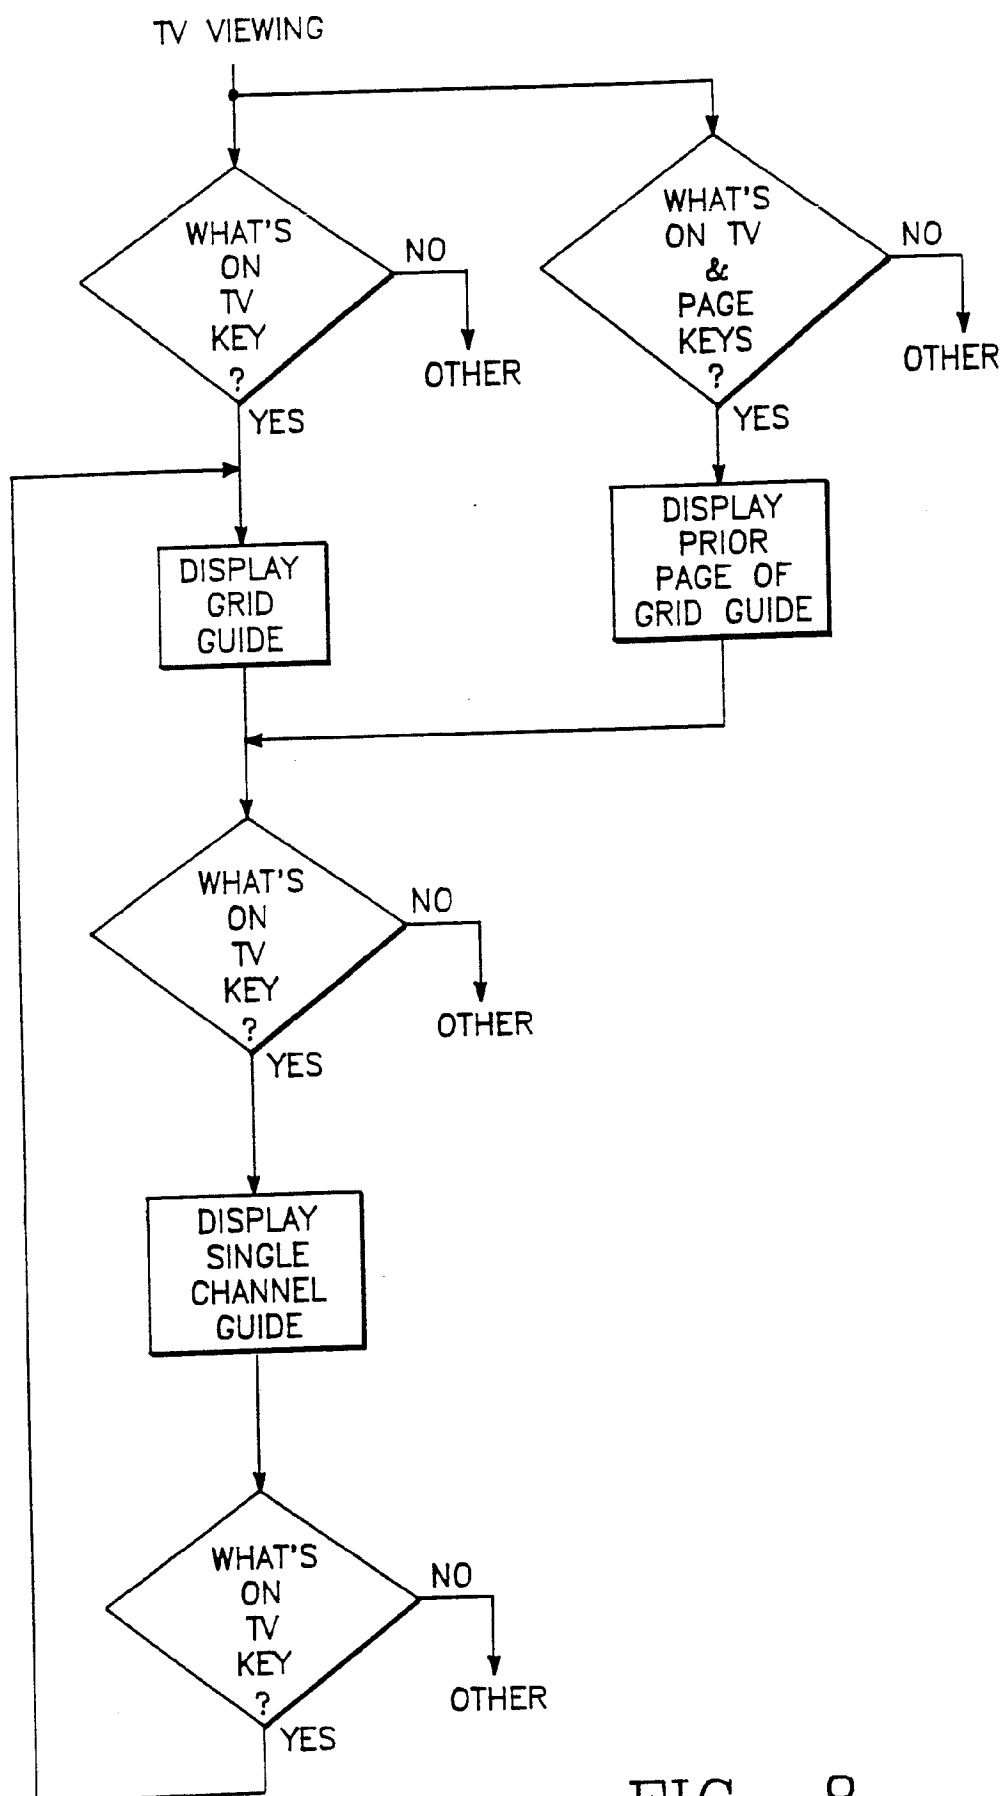 TV VIEWING
WHAT'S
ON
TV
KEY
?
NO
OTHER
YES
WHAT'S
ON TV
&
PAGE
KEYS
?
NO
OTHER
YES
DISPLAY
GRID
GUIDE
DISPLAY
PRIOR
PAGE OF
GRID GUIDE
WHAT'S
ON
TV
KEY
?
NO
OTHER
YES
DISPLAY
SINGLE
CHANNEL
GUIDE
WHAT'S
ON
TV
KEY
?
NO
OTHER
YES